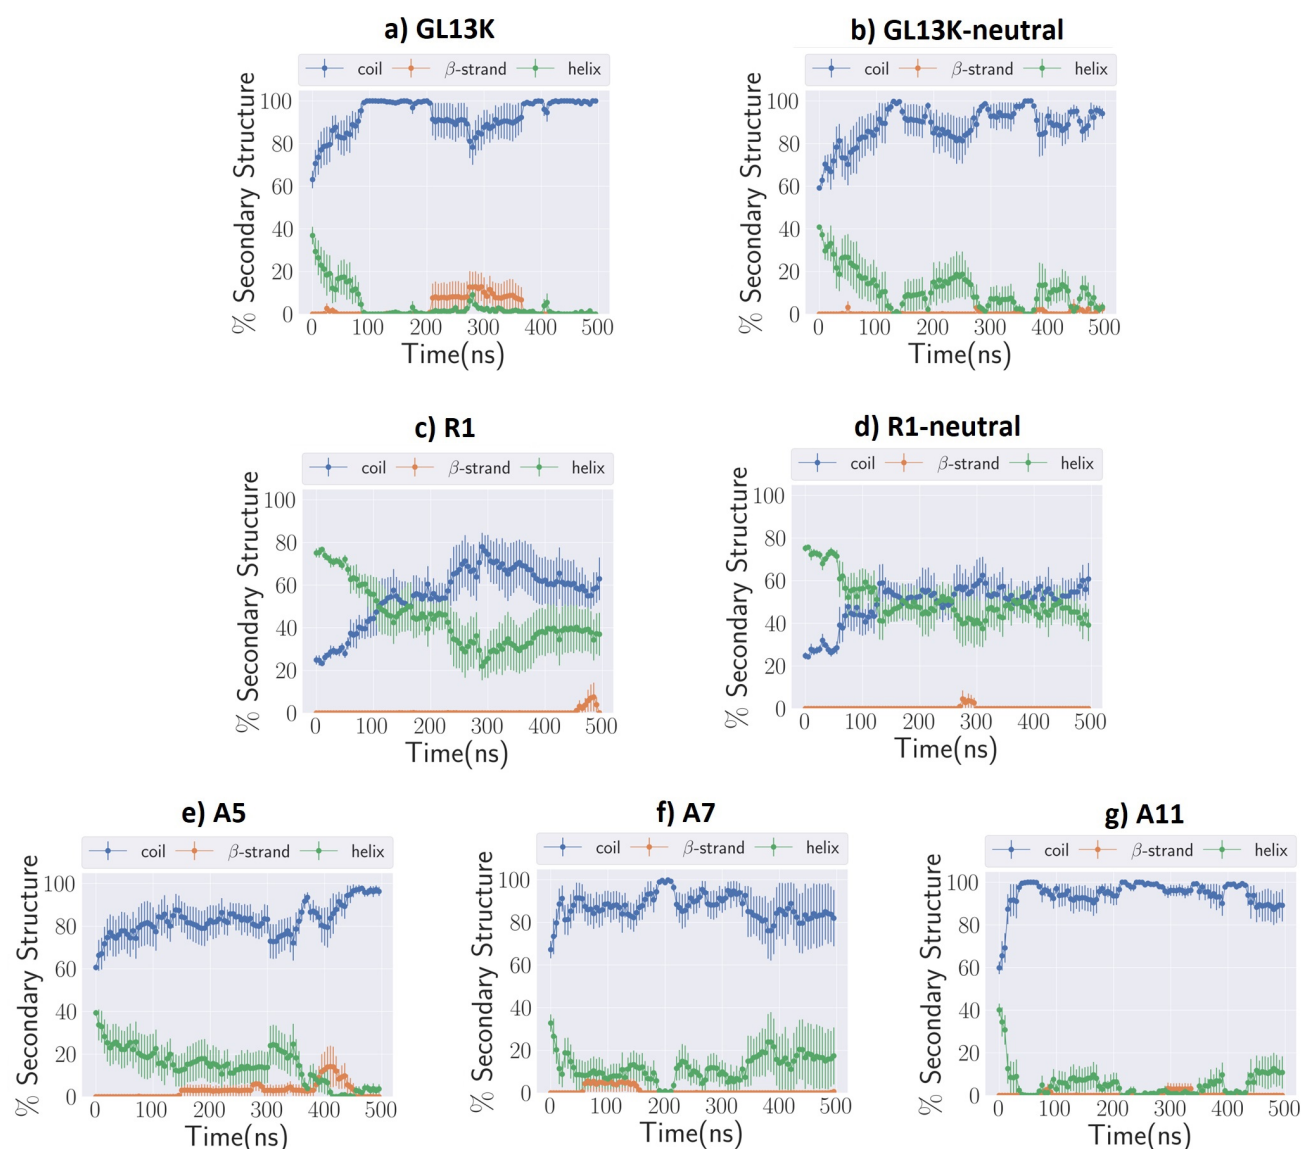 a) GL13K
coil β-strand helix
% Secondary Structure
100
80
60
40
20
0
0 100 200 300 400 500
Time(ns)
b) GL13K-neutral
coil β-strand helix
% Secondary Structure
100
80
60
40
20
0
0 100 200 300 400 500
Time(ns)
c) R1
coil β-strand helix
% Secondary Structure
100
80
60
40
20
0
0 100 200 300 400 500
Time(ns)
d) R1-neutral
coil β-strand helix
% Secondary Structure
100
80
60
40
20
0
0 100 200 300 400 500
Time(ns)
e) A5
coil β-strand helix
% Secondary Structure
100
80
60
40
20
0
0 100 200 300 400 500
Time(ns)
f) A7
coil β-strand helix
% Secondary Structure
100
80
60
40
20
0
0 100 200 300 400 500
Time(ns)
g) A11
coil β-strand helix
% Secondary Structure
100
80
60
40
20
0
0 100 200 300 400 500
Time(ns)